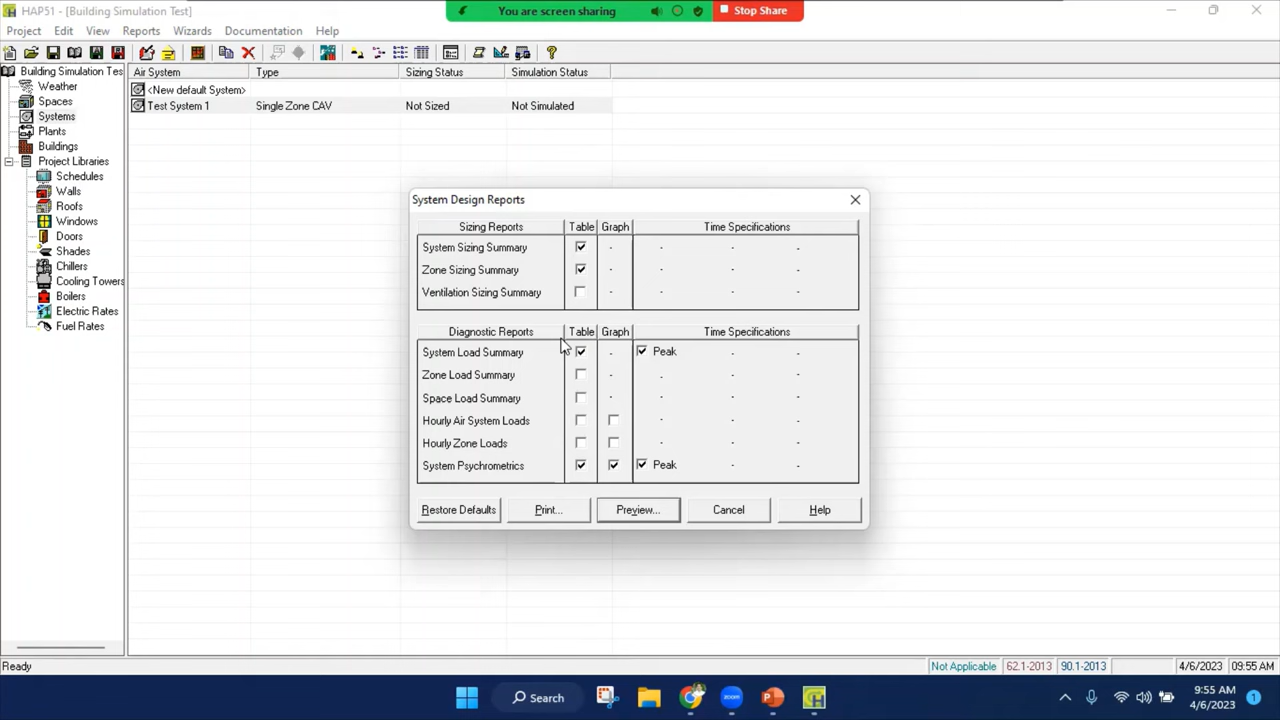 HAP51 - [Building Simulation Test]
You are screen sharing
Stop Share
Project Edit View Reports Wizards Documentation Help
Building Simulation Tes
Weather
Spaces
Systems
Plants
Buildings
Project Libraries
Schedules
Walls
Roofs
Windows
Doors
Shades
Chillers
Cooling Towers
Boilers
Electric Rates
Fuel Rates
Air System Type Sizing Status Simulation Status
<New default System>
Test System 1 Single Zone CAV Not Sized Not Simulated
System Design Reports
Sizing Reports Table Graph Time Specifications
System Sizing Summary - - - -
Zone Sizing Summary - - - -
Ventilation Sizing Summary - - - -
Diagnostic Reports Table Graph Time Specifications
System Load Summary - Peak - -
Zone Load Summary - - - -
Space Load Summary - - - -
Hourly Air System Loads - - -
Hourly Zone Loads - - -
System Psychrometrics Peak - -
Restore Defaults Print... Preview... Cancel Help
Ready Not Applicable 62.1-2013 90.1-2013 4/6/2023 09:55 AM
Search
zoom
9:55 AM
4/6/2023
1